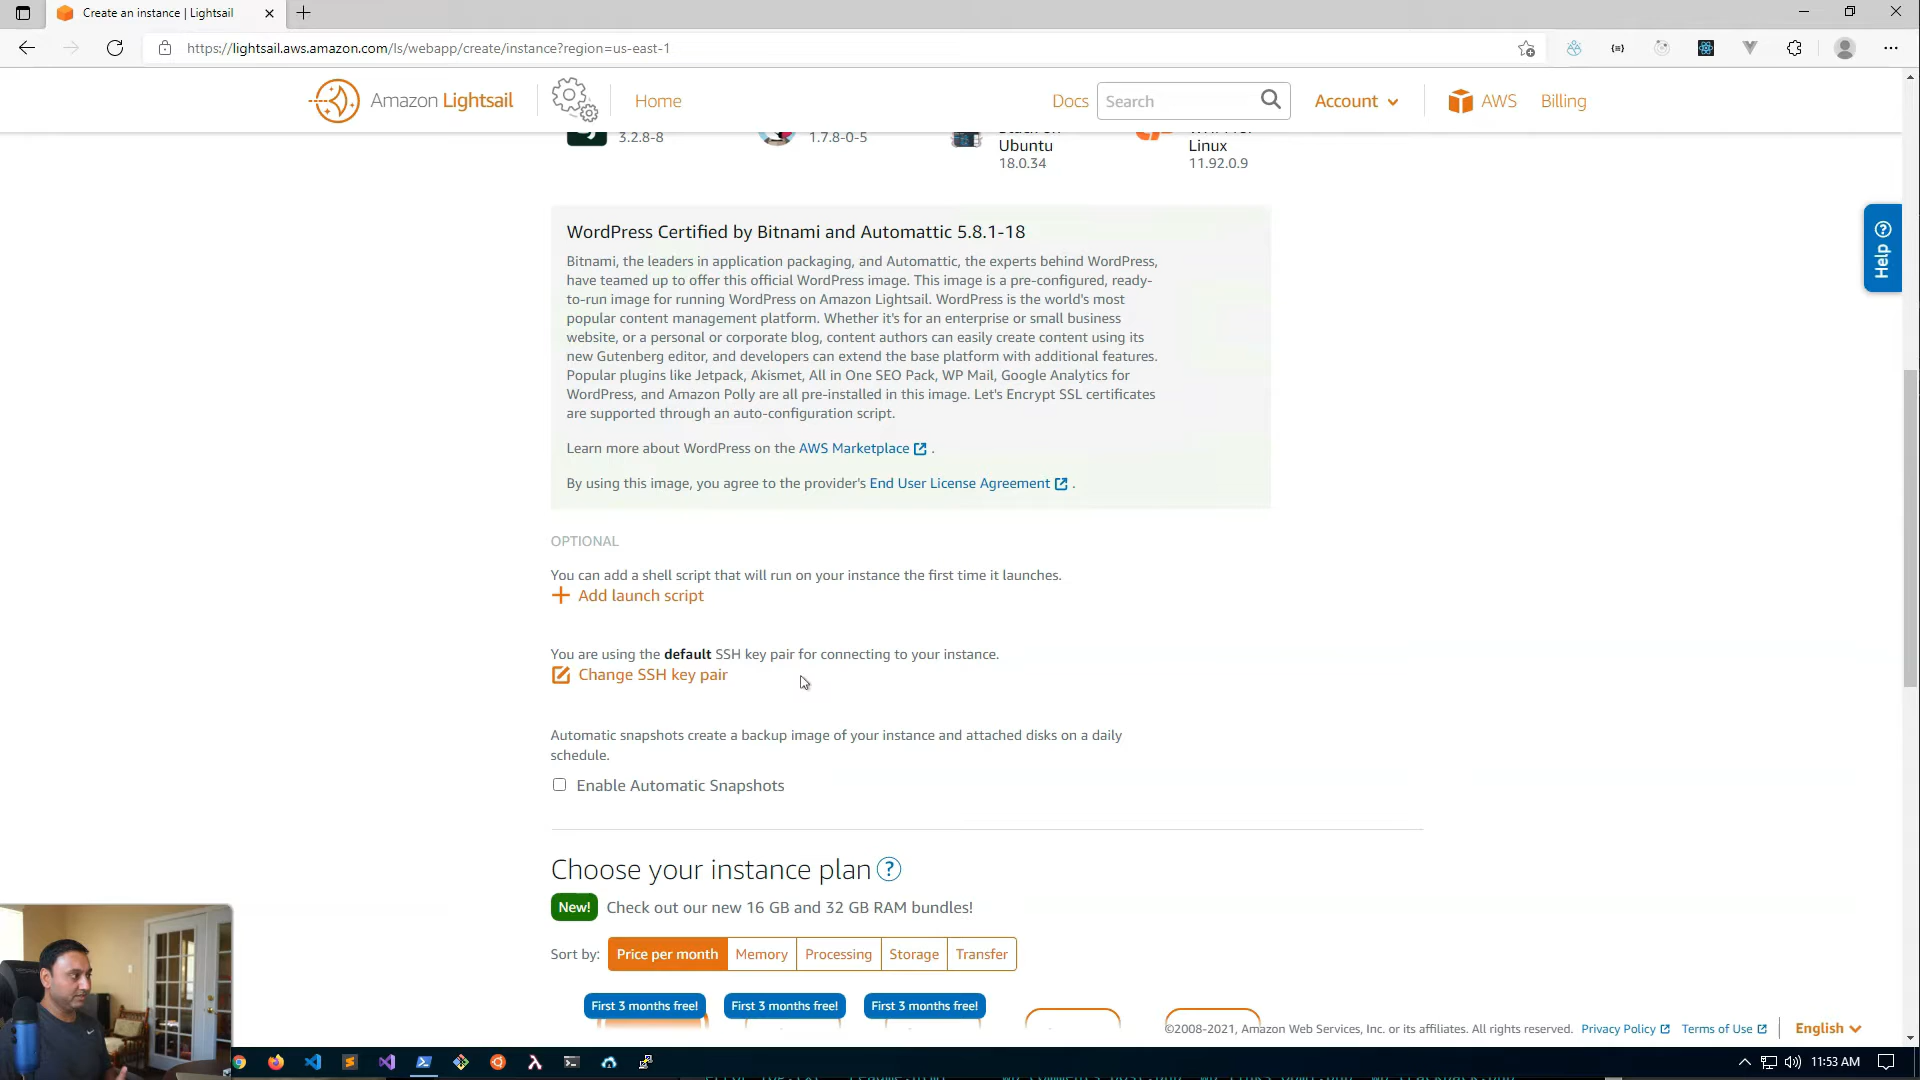 Create an instance | Lightsail
https://lightsail.aws.amazon.com/ls/webapp/create/instance?region=us-east-1
Amazon Lightsail
Home
Docs
Search
Account
AWS
Billing
3.2.8-8
1.7.8-0-5
Ubuntu
18.0.34
Linux
11.92.0.9
Help
WordPress Certified by Bitnami and Automattic 5.8.1-18
Bitnami, the leaders in application packaging, and Automattic, the experts behind WordPress,
have teamed up to offer this official WordPress image. This image is a pre-configured, ready-
to-run image for running WordPress on Amazon Lightsail. WordPress is the world's most
popular content management platform. Whether it's for an enterprise or small business
website, or a personal or corporate blog, content authors can easily create content using its
new Gutenberg editor, and developers can extend the base platform with additional features.
Popular plugins like Jetpack, Akismet, All in One SEO Pack, WP Mail, Google Analytics for
WordPress, and Amazon Polly are all pre-installed in this image. Let's Encrypt SSL certificates
are supported through an auto-configuration script.
Learn more about WordPress on the AWS Marketplace .
By using this image, you agree to the provider's End User License Agreement .
OPTIONAL
You can add a shell script that will run on your instance the first time it launches.
Add launch script
You are using the default SSH key pair for connecting to your instance.
Change SSH key pair
Automatic snapshots create a backup image of your instance and attached disks on a daily
schedule.
Enable Automatic Snapshots
Choose your instance plan ?
New! Check out our new 16 GB and 32 GB RAM bundles!
Sort by: Price per month Memory Processing Storage Transfer
First 3 months free! First 3 months free! First 3 months free!
©2008-2021, Amazon Web Services, Inc. or its affiliates. All rights reserved. Privacy Policy Terms of Use English
11:53 AM